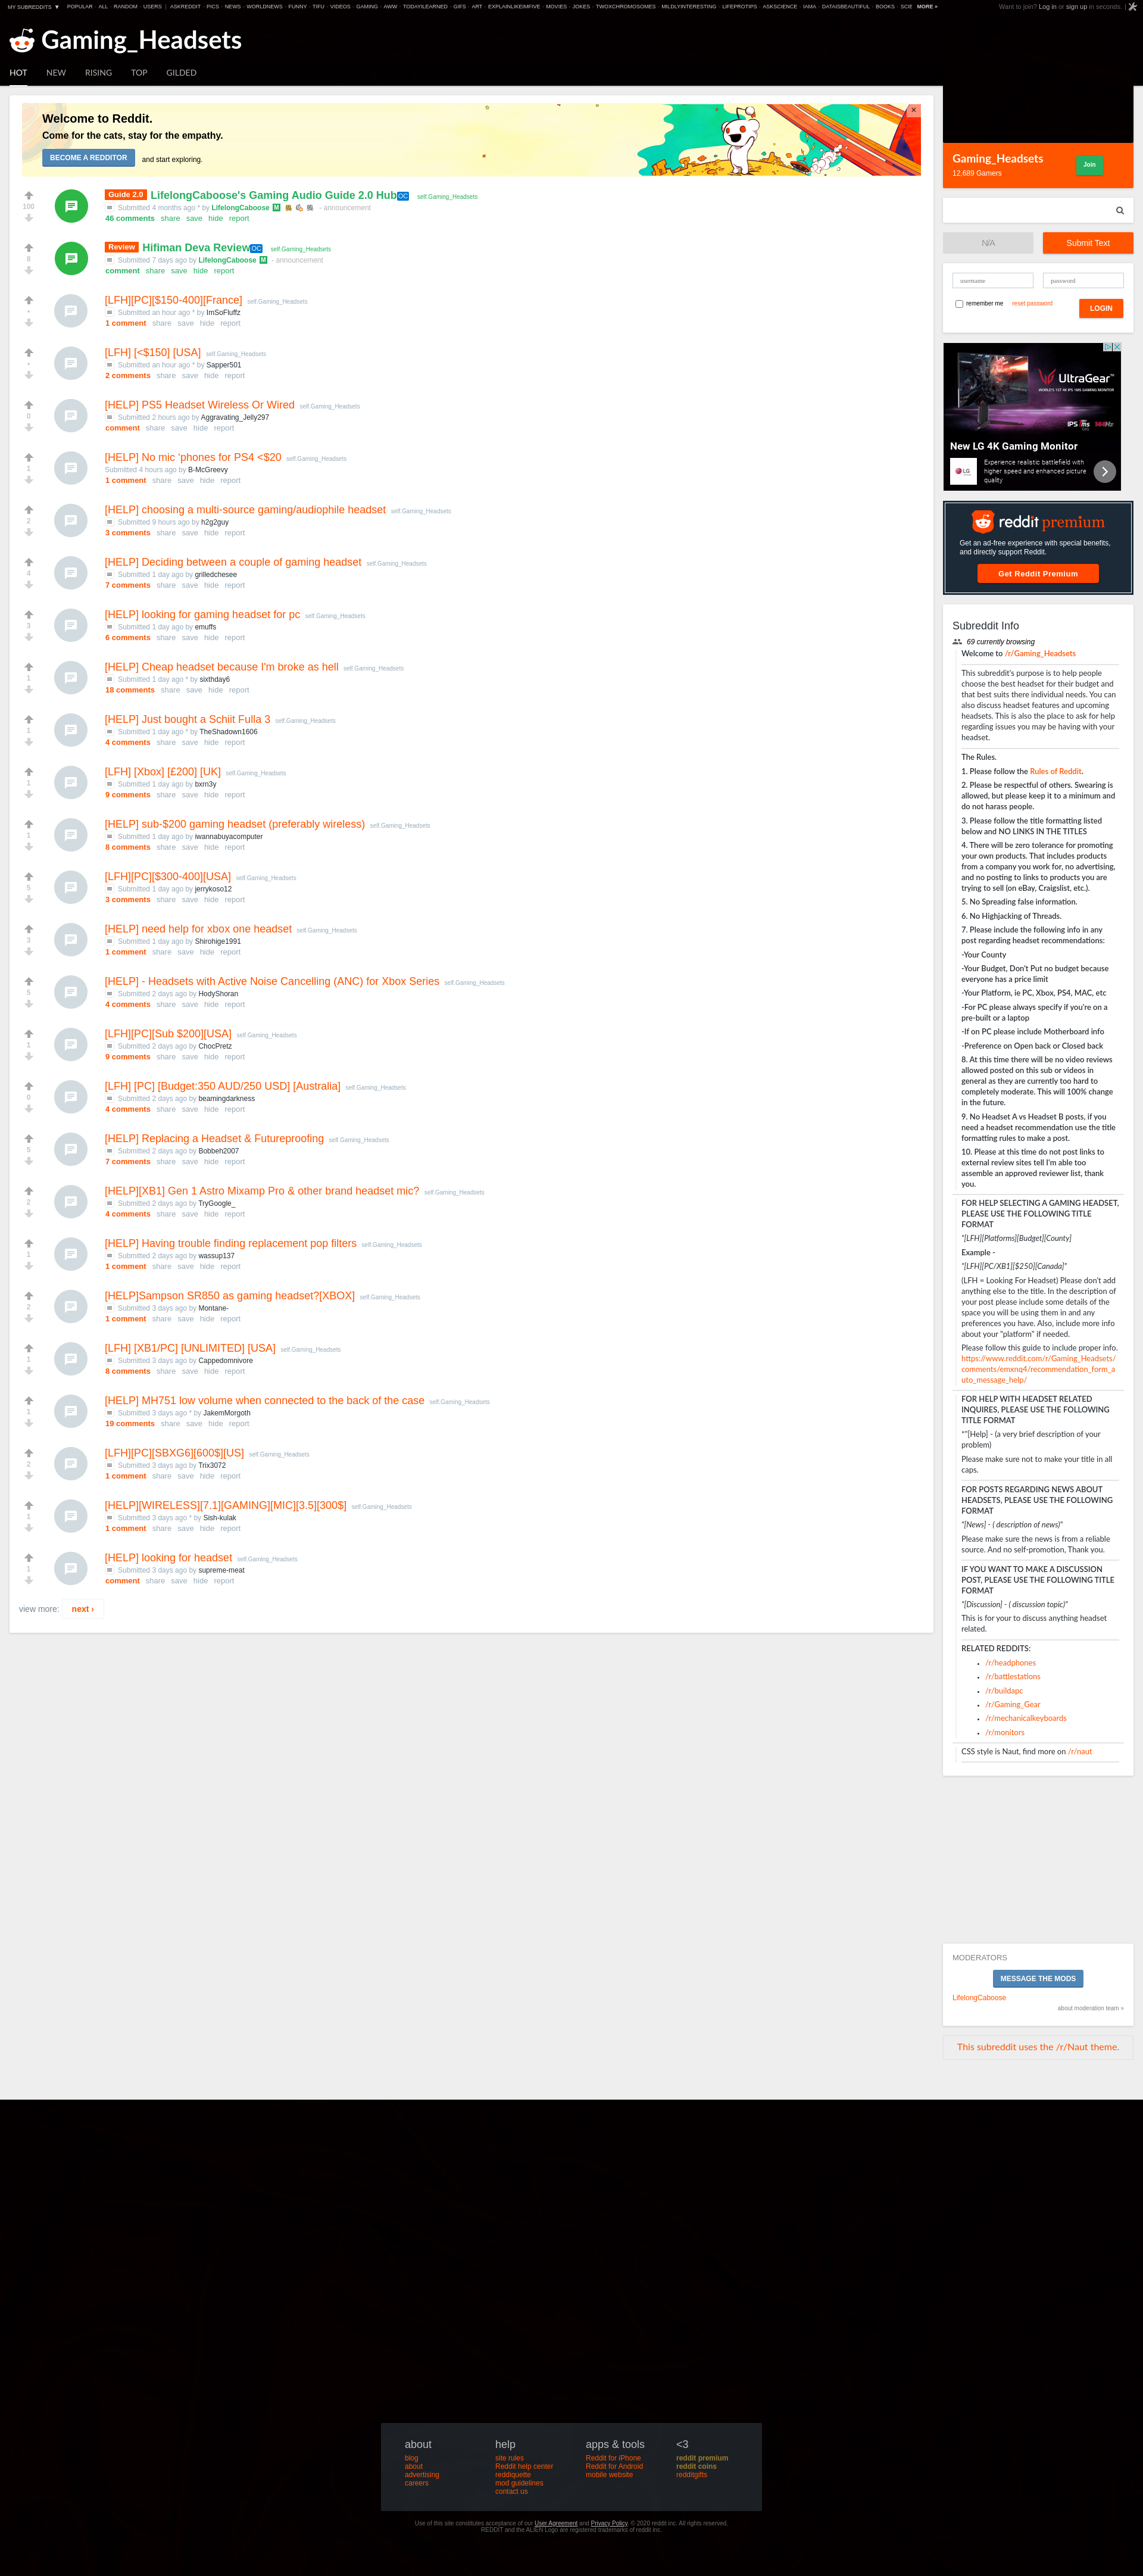 MY SUBREDDITS ▼ POPULAR - ALL - RANDOM - USERS | ASKREDDIT - PICS - NEWS - WORLDNEWS - FUNNY - TIFU - VIDEOS - GAMING - AWW - TODAYILEARNED - GIFS - ART - EXPLAINLIKEIMFIVE - MOVIES - JOKES - TWOXCHROMOSOMES - MILDLYINTERESTING - LIFEPROTIPS - ASKSCIENCE - IAMA - DATAISBEAUTIFUL - BOOKS - SCIE MORE »
Want to join? Log in or sign up in seconds. |
Gaming_Headsets
HOT NEW RISING TOP GILDED
Welcome to Reddit.
Come for the cats, stay for the empathy.
BECOME A REDDITOR and start exploring.
×
100
Guide 2.0 LifelongCaboose's Gaming Audio Guide 2.0 Hub OC self.Gaming_Headsets
Submitted 4 months ago * by LifelongCaboose M - announcement
46 comments share save hide report
8
Review Hifiman Deva Review OC self.Gaming_Headsets
Submitted 7 days ago by LifelongCaboose M - announcement
comment share save hide report
•
[LFH][PC][$150-400][France] self.Gaming_Headsets
Submitted an hour ago * by ImSoFluffz
1 comment share save hide report
•
[LFH] [<$150] [USA] self.Gaming_Headsets
Submitted an hour ago * by Sapper501
2 comments share save hide report
0
[HELP] PS5 Headset Wireless Or Wired self.Gaming_Headsets
Submitted 2 hours ago by Aggravating_Jelly297
comment share save hide report
1
[HELP] No mic 'phones for PS4 <$20 self.Gaming_Headsets
Submitted 4 hours ago by B-McGreevy
1 comment share save hide report
2
[HELP] choosing a multi-source gaming/audiophile headset self.Gaming_Headsets
Submitted 9 hours ago by h2g2guy
3 comments share save hide report
4
[HELP] Deciding between a couple of gaming headset self.Gaming_Headsets
Submitted 1 day ago by grilledchesee
7 comments share save hide report
3
[HELP] looking for gaming headset for pc self.Gaming_Headsets
Submitted 1 day ago by emuffs
6 comments share save hide report
1
[HELP] Cheap headset because I'm broke as hell self.Gaming_Headsets
Submitted 1 day ago * by sixthday6
18 comments share save hide report
1
[HELP] Just bought a Schiit Fulla 3 self.Gaming_Headsets
Submitted 1 day ago * by TheShadown1606
4 comments share save hide report
1
[LFH] [Xbox] [£200] [UK] self.Gaming_Headsets
Submitted 1 day ago by bxrn3y
9 comments share save hide report
1
[HELP] sub-$200 gaming headset (preferably wireless) self.Gaming_Headsets
Submitted 1 day ago by iwannabuyacomputer
8 comments share save hide report
5
[LFH][PC][$300-400][USA] self.Gaming_Headsets
Submitted 1 day ago by jerrykoso12
3 comments share save hide report
3
[HELP] need help for xbox one headset self.Gaming_Headsets
Submitted 1 day ago by Shirohige1991
1 comment share save hide report
5
[HELP] - Headsets with Active Noise Cancelling (ANC) for Xbox Series self.Gaming_Headsets
Submitted 2 days ago by HodyShoran
4 comments share save hide report
1
[LFH][PC][Sub $200][USA] self.Gaming_Headsets
Submitted 2 days ago by ChocPretz
9 comments share save hide report
0
[LFH] [PC] [Budget:350 AUD/250 USD] [Australia] self.Gaming_Headsets
Submitted 2 days ago by beamingdarkness
4 comments share save hide report
5
[HELP] Replacing a Headset & Futureproofing self.Gaming_Headsets
Submitted 2 days ago by Bobbeh2007
7 comments share save hide report
2
[HELP][XB1] Gen 1 Astro Mixamp Pro & other brand headset mic? self.Gaming_Headsets
Submitted 2 days ago by TryGoogle_
4 comments share save hide report
1
[HELP] Having trouble finding replacement pop filters self.Gaming_Headsets
Submitted 2 days ago by wassup137
1 comment share save hide report
2
[HELP]Sampson SR850 as gaming headset?[XBOX] self.Gaming_Headsets
Submitted 3 days ago by Montane-
1 comment share save hide report
1
[LFH] [XB1/PC] [UNLIMITED] [USA] self.Gaming_Headsets
Submitted 3 days ago by Cappedomnivore
8 comments share save hide report
1
[HELP] MH751 low volume when connected to the back of the case self.Gaming_Headsets
Submitted 3 days ago * by JakemMorgoth
19 comments share save hide report
2
[LFH][PC][SBXG6][600$][US] self.Gaming_Headsets
Submitted 3 days ago by Trix3072
1 comment share save hide report
1
[HELP][WIRELESS][7.1][GAMING][MIC][3.5][300$] self.Gaming_Headsets
Submitted 3 days ago * by Sish-kulak
1 comment share save hide report
1
[HELP] looking for headset self.Gaming_Headsets
Submitted 3 days ago by supreme-meat
comment share save hide report
view more: next ›
Gaming_Headsets
12,689 Gamers
Join
N/A Submit Text
username password
remember me reset password LOGIN
UltraGear™
WORLD'S 1ST 4K IPS 1MS GAMING MONITOR
IPS 1ms
New LG 4K Gaming Monitor
LG
Experience realistic battlefield with
higher speed and enhanced picture
quality
reddit premium
Get an ad-free experience with special benefits,
and directly support Reddit.
Get Reddit Premium
Subreddit Info
69 currently browsing
Welcome to /r/Gaming_Headsets
This subreddit's purpose is to help people
choose the best headset for their budget and
that best suits there individual needs. You can
also discuss headset features and upcoming
headsets. This is also the place to ask for help
regarding issues you may be having with your
headset.
The Rules.
1. Please follow the Rules of Reddit.
2. Please be respectful of others. Swearing is
allowed, but please keep it to a minimum and
do not harass people.
3. Please follow the title formatting listed
below and NO LINKS IN THE TITLES
4. There will be zero tolerance for promoting
your own products. That includes products
from a company you work for, no advertising,
and no posting to links to products you are
trying to sell (on eBay, Craigslist, etc.).
5. No Spreading false information.
6. No Highjacking of Threads.
7. Please include the following info in any
post regarding headset recommendations:
-Your County
-Your Budget, Don't Put no budget because
everyone has a price limit
-Your Platform, ie PC, Xbox, PS4, MAC, etc
-For PC please always specify if you're on a
pre-built or a laptop
-If on PC please include Motherboard info
-Preference on Open back or Closed back
8. At this time there will be no video reviews
allowed posted on this sub or videos in
general as they are currently too hard to
completely moderate. This will 100% change
in the future.
9. No Headset A vs Headset B posts, if you
need a headset recommendation use the title
formatting rules to make a post.
10. Please at this time do not post links to
external review sites tell I'm able too
assemble an approved reviewer list, thank
you.
FOR HELP SELECTING A GAMING HEADSET,
PLEASE USE THE FOLLOWING TITLE
FORMAT
"[LFH][Platforms][Budget][County]
Example -
"[LFH][PC/XB1][$250][Canada]"
(LFH = Looking For Headset) Please don't add
anything else to the title. In the description of
your post please include some details of the
space you will be using them in and any
preferences you have. Also, include more info
about your "platform" if needed.
Please follow this guide to include proper info.
https://www.reddit.com/r/Gaming_Headsets/
comments/emxnq4/recommendation_form_a
uto_message_help/
FOR HELP WITH HEADSET RELATED
INQUIRES, PLEASE USE THE FOLLOWING
TITLE FORMAT
*"[Help] - (a very brief description of your
problem)
Please make sure not to make your title in all
caps.
FOR POSTS REGARDING NEWS ABOUT
HEADSETS, PLEASE USE THE FOLLOWING
FORMAT
"[News] - ( description of news)"
Please make sure the news is from a reliable
source. And no self-promotion, Thank you.
IF YOU WANT TO MAKE A DISCUSSION
POST, PLEASE USE THE FOLLOWING TITLE
FORMAT
"[Discussion] - ( discussion topic)"
This is for your to discuss anything headset
related.
RELATED REDDITS:
• /r/headphones
• /r/battlestations
• /r/buildapc
• /r/Gaming_Gear
• /r/mechanicalkeyboards
• /r/monitors
CSS style is Naut, find more on /r/naut
MODERATORS
MESSAGE THE MODS
LifelongCaboose
about moderation team »
This subreddit uses the /r/Naut theme.
about
blog
about
advertising
careers
help
site rules
Reddit help center
reddiquette
mod guidelines
contact us
apps & tools
Reddit for iPhone
Reddit for Android
mobile website
<3
reddit premium
reddit coins
redditgifts
Use of this site constitutes acceptance of our User Agreement and Privacy Policy. © 2020 reddit inc. All rights reserved.
REDDIT and the ALIEN Logo are registered trademarks of reddit inc.